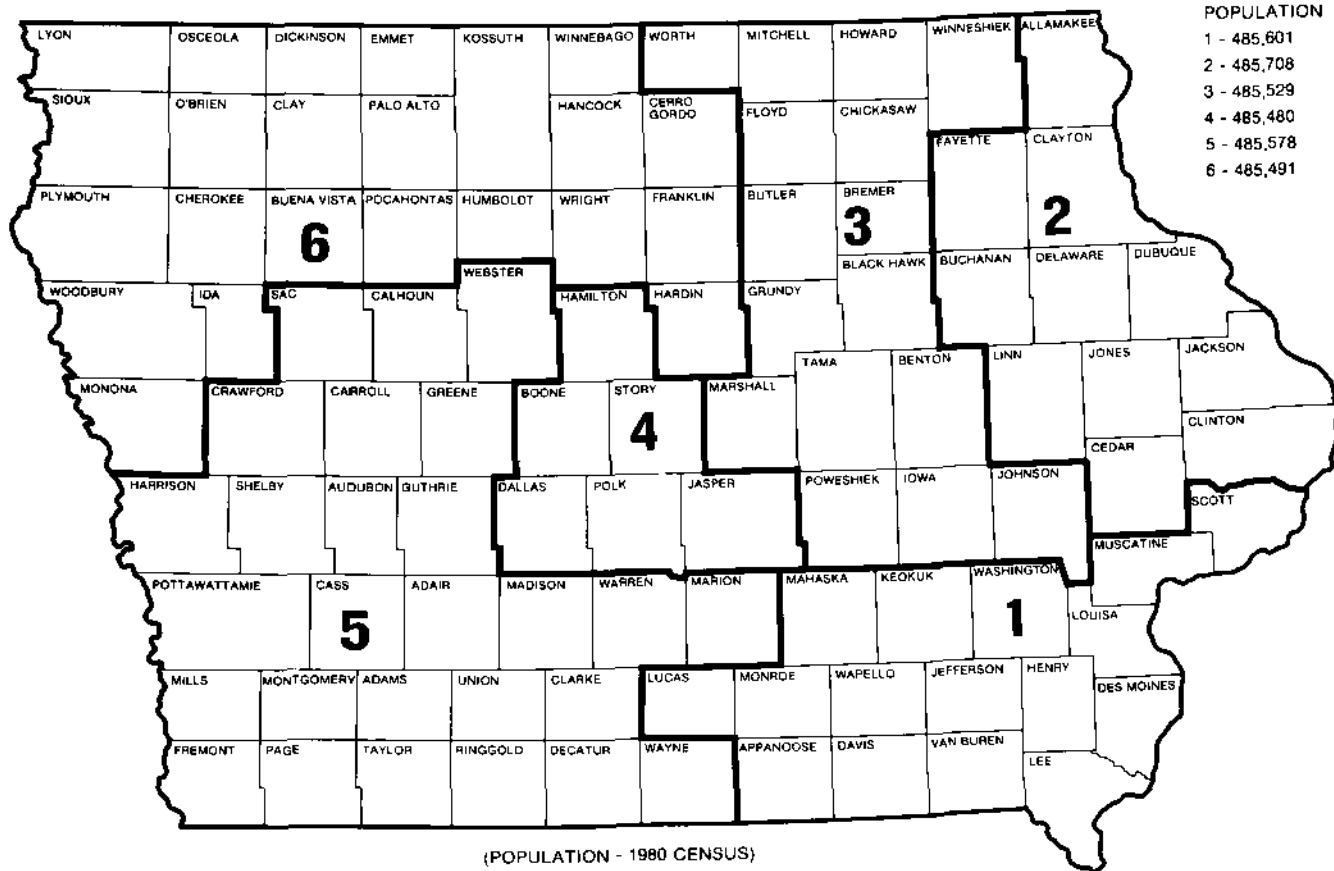 POPULATION
1 - 485,601
2 - 485,708
3 - 485,529
4 - 485,480
5 - 485,578
6 - 485,491
LYON OSCEOLA DICKINSON EMMET KOSSUTH WINNEBAGO WORTH MITCHELL HOWARD WINNESHIEK ALLAMAKEE
SIOUX O'BRIEN CLAY PALO ALTO HANCOCK CERRO GORDO FLOYD CHICKASAW
FAYETTE CLAYTON
PLYMOUTH CHEROKEE BUENA VISTA POCAHONTAS HUMBOLDT WRIGHT FRANKLIN BUTLER BREMER
6 3 2
WEBSTER BLACK HAWK BUCHANAN DELAWARE DUBUQUE
WOODBURY IDA SAC CALHOUN HAMILTON HARDIN GRUNDY
TAMA BENTON LINN JONES JACKSON
MONONA CRAWFORD CARROLL GREENE BOONE STORY MARSHALL
4
CLINTON
CEDAR
HARRISON SHELBY AUDUBON GUTHRIE DALLAS POLK JASPER POWESHIEK IOWA JOHNSON
SCOTT
MUSCATINE
POTTAWATTAMIE CASS ADAIR MADISON WARREN MARION MAHASKA KEOKUK WASHINGTON
LOUISA
5 1
MILLS MONTGOMERY ADAMS UNION CLARKE LUCAS MONROE WAPELLO JEFFERSON HENRY
DES MOINES
FREMONT PAGE TAYLOR RINGGOLD DECATUR WAYNE APPANOOSE DAVIS VAN BUREN
LEE
(POPULATION - 1980 CENSUS)